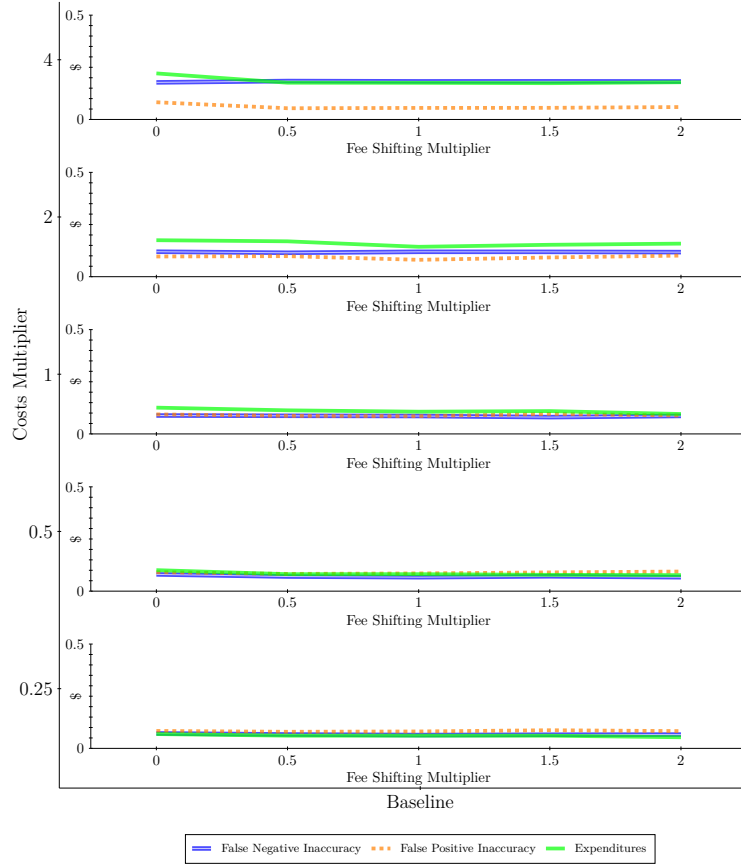 0.5
4
$
0
0 0.5 1 1.5 2
Fee Shifting Multiplier
0.5
2
$
0
0 0.5 1 1.5 2
Fee Shifting Multiplier
0.5
Costs Multiplier
1
$
0
0 0.5 1 1.5 2
Fee Shifting Multiplier
0.5
0.5
$
0
0 0.5 1 1.5 2
Fee Shifting Multiplier
0.5
0.25
$
0
0 0.5 1 1.5 2
Fee Shifting Multiplier
Baseline
False Negative Inaccuracy False Positive Inaccuracy Expenditures